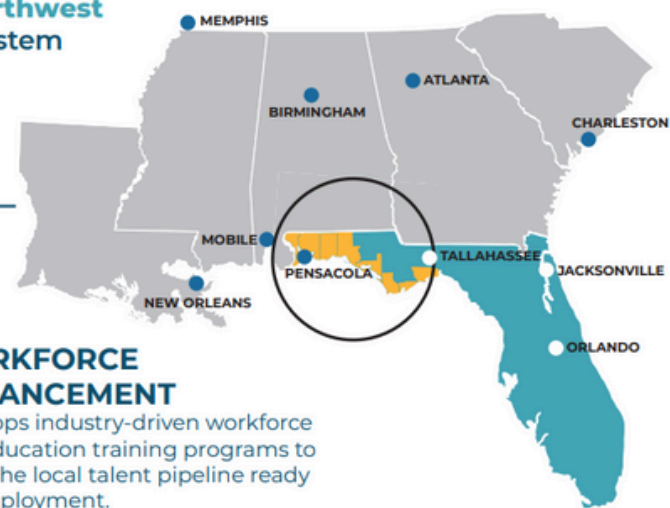 rthwest
stem
MEMPHIS
ATLANTA
BIRMINGHAM
CHARLESTON
MOBILE
TALLAHASSEE
PENSACOLA
JACKSONVILLE
NEW ORLEANS
ORLANDO
RKFORCE
ANCEMENT
ops industry-driven workforce
ducation training programs to
he local talent pipeline ready
ployment.